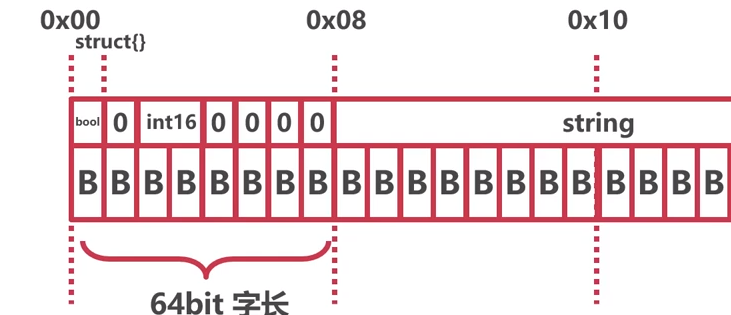 0x00 0x08 0x10
struct{}
bool 0 int16 0 0 0 0 string
B B B B B B B B B B B B B B B B B B B B
64bit 字长